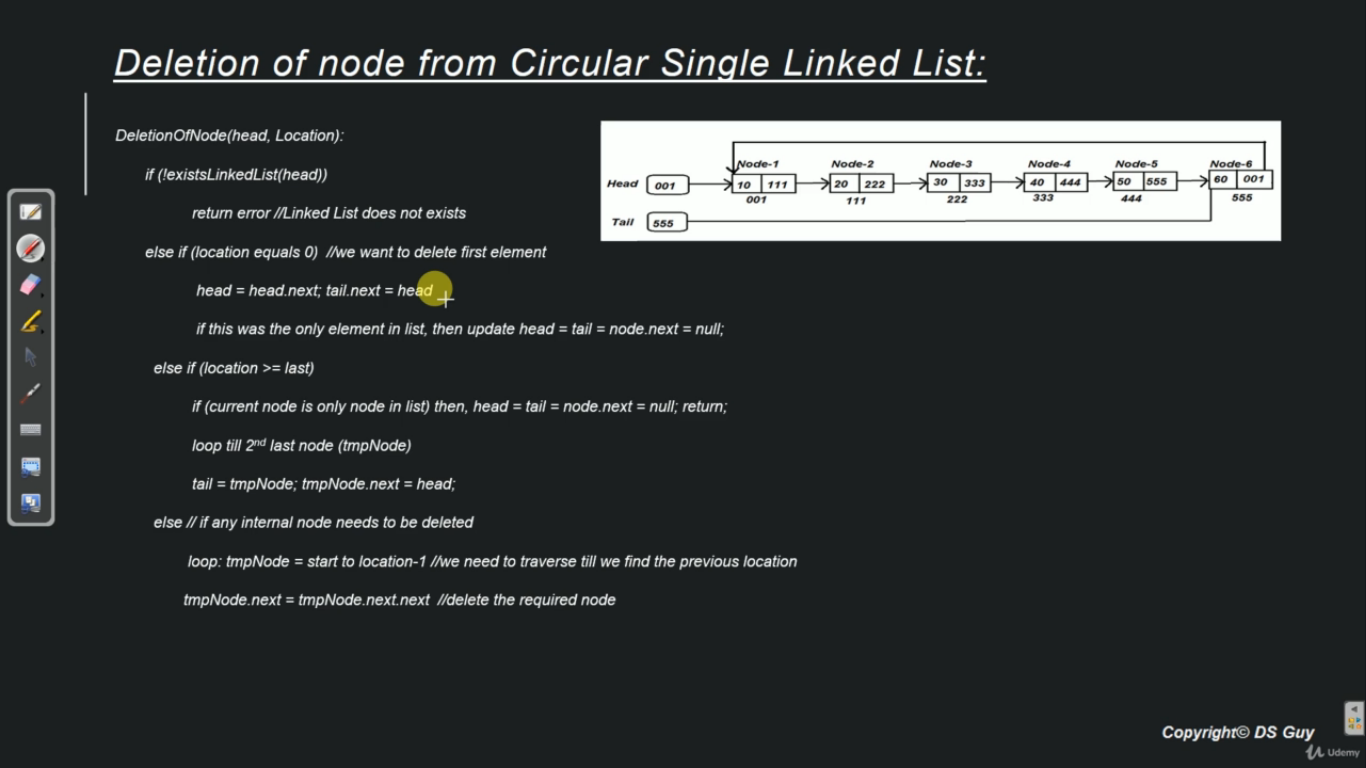 Deletion of node from Circular Single Linked List:
DeletionOfNode(head, Location):
if (!existsLinkedList(head))
return error //Linked List does not exists
else if (location equals 0)  //we want to delete first element
head = head.next; tail.next = head
if this was the only element in list, then update head = tail = node.next = null;
else if (location >= last)
if (current node is only node in list) then, head = tail = node.next = null; return;
loop till 2nd last node (tmpNode)
tail = tmpNode; tmpNode.next = head;
else // if any internal node needs to be deleted
loop: tmpNode = start to location-1 //we need to traverse till we find the previous location
tmpNode.next = tmpNode.next.next  //delete the required node
Node-1 Node-2 Node-3 Node-4 Node-5 Node-6
Head 001 10 111 20 222 30 333 40 444 50 555 60 001
001 111 222 333 444 555
Tail 555
Copyright© DS Guy
Udemy